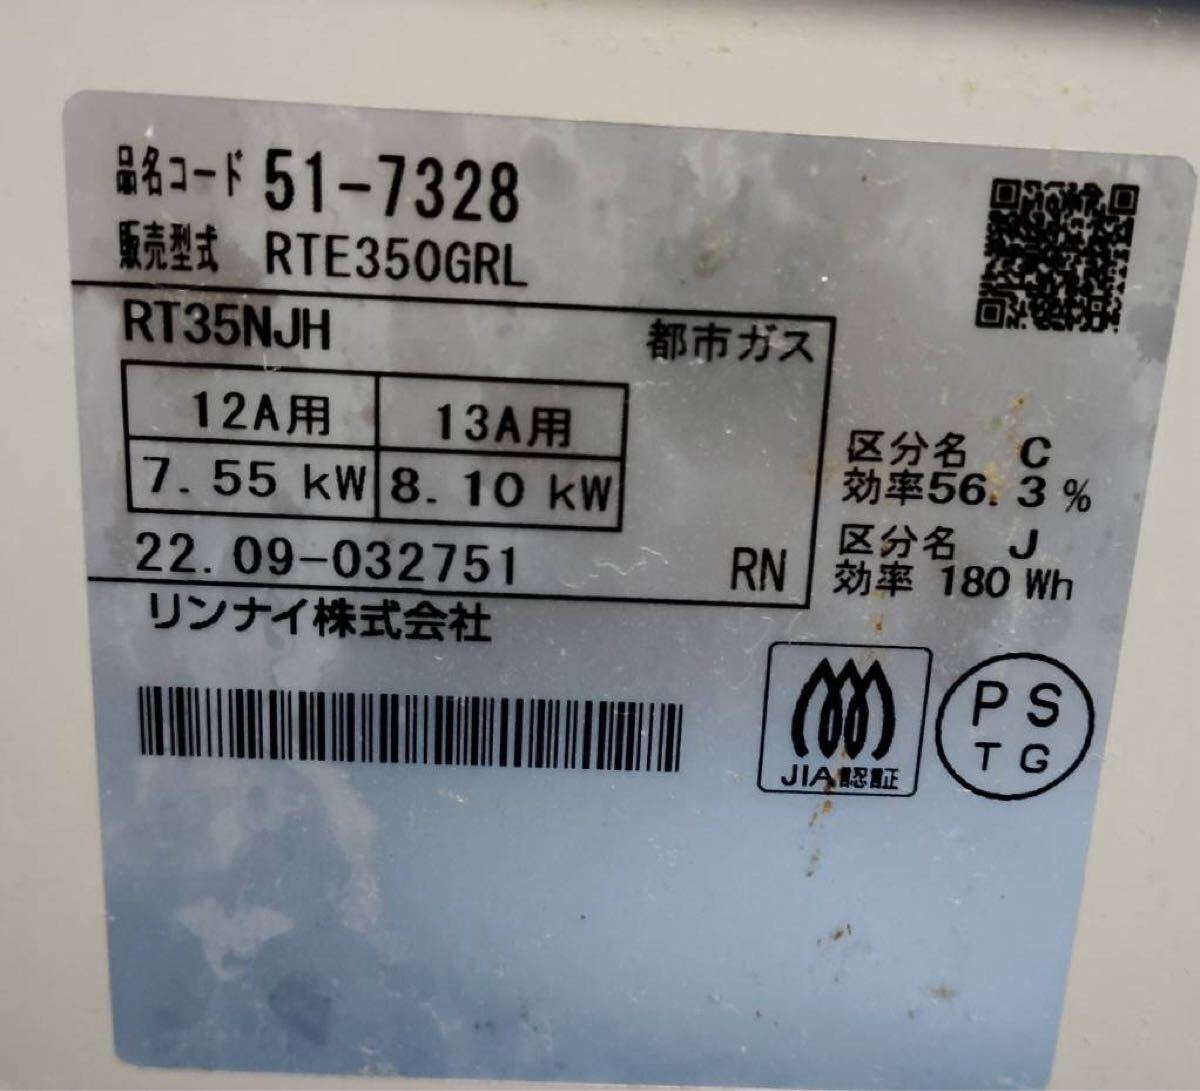 品名コード 51-7328
販売型式 RTE350GRL
RT35NJH 都市ガス
12A用 13A用
7.55 kW 8.10 kW
22.09-032751 RN
リンナイ株式会社
区分名 C
効率56.3%
区分名 J
効率 180 Wh
JIA認証
PS
TG